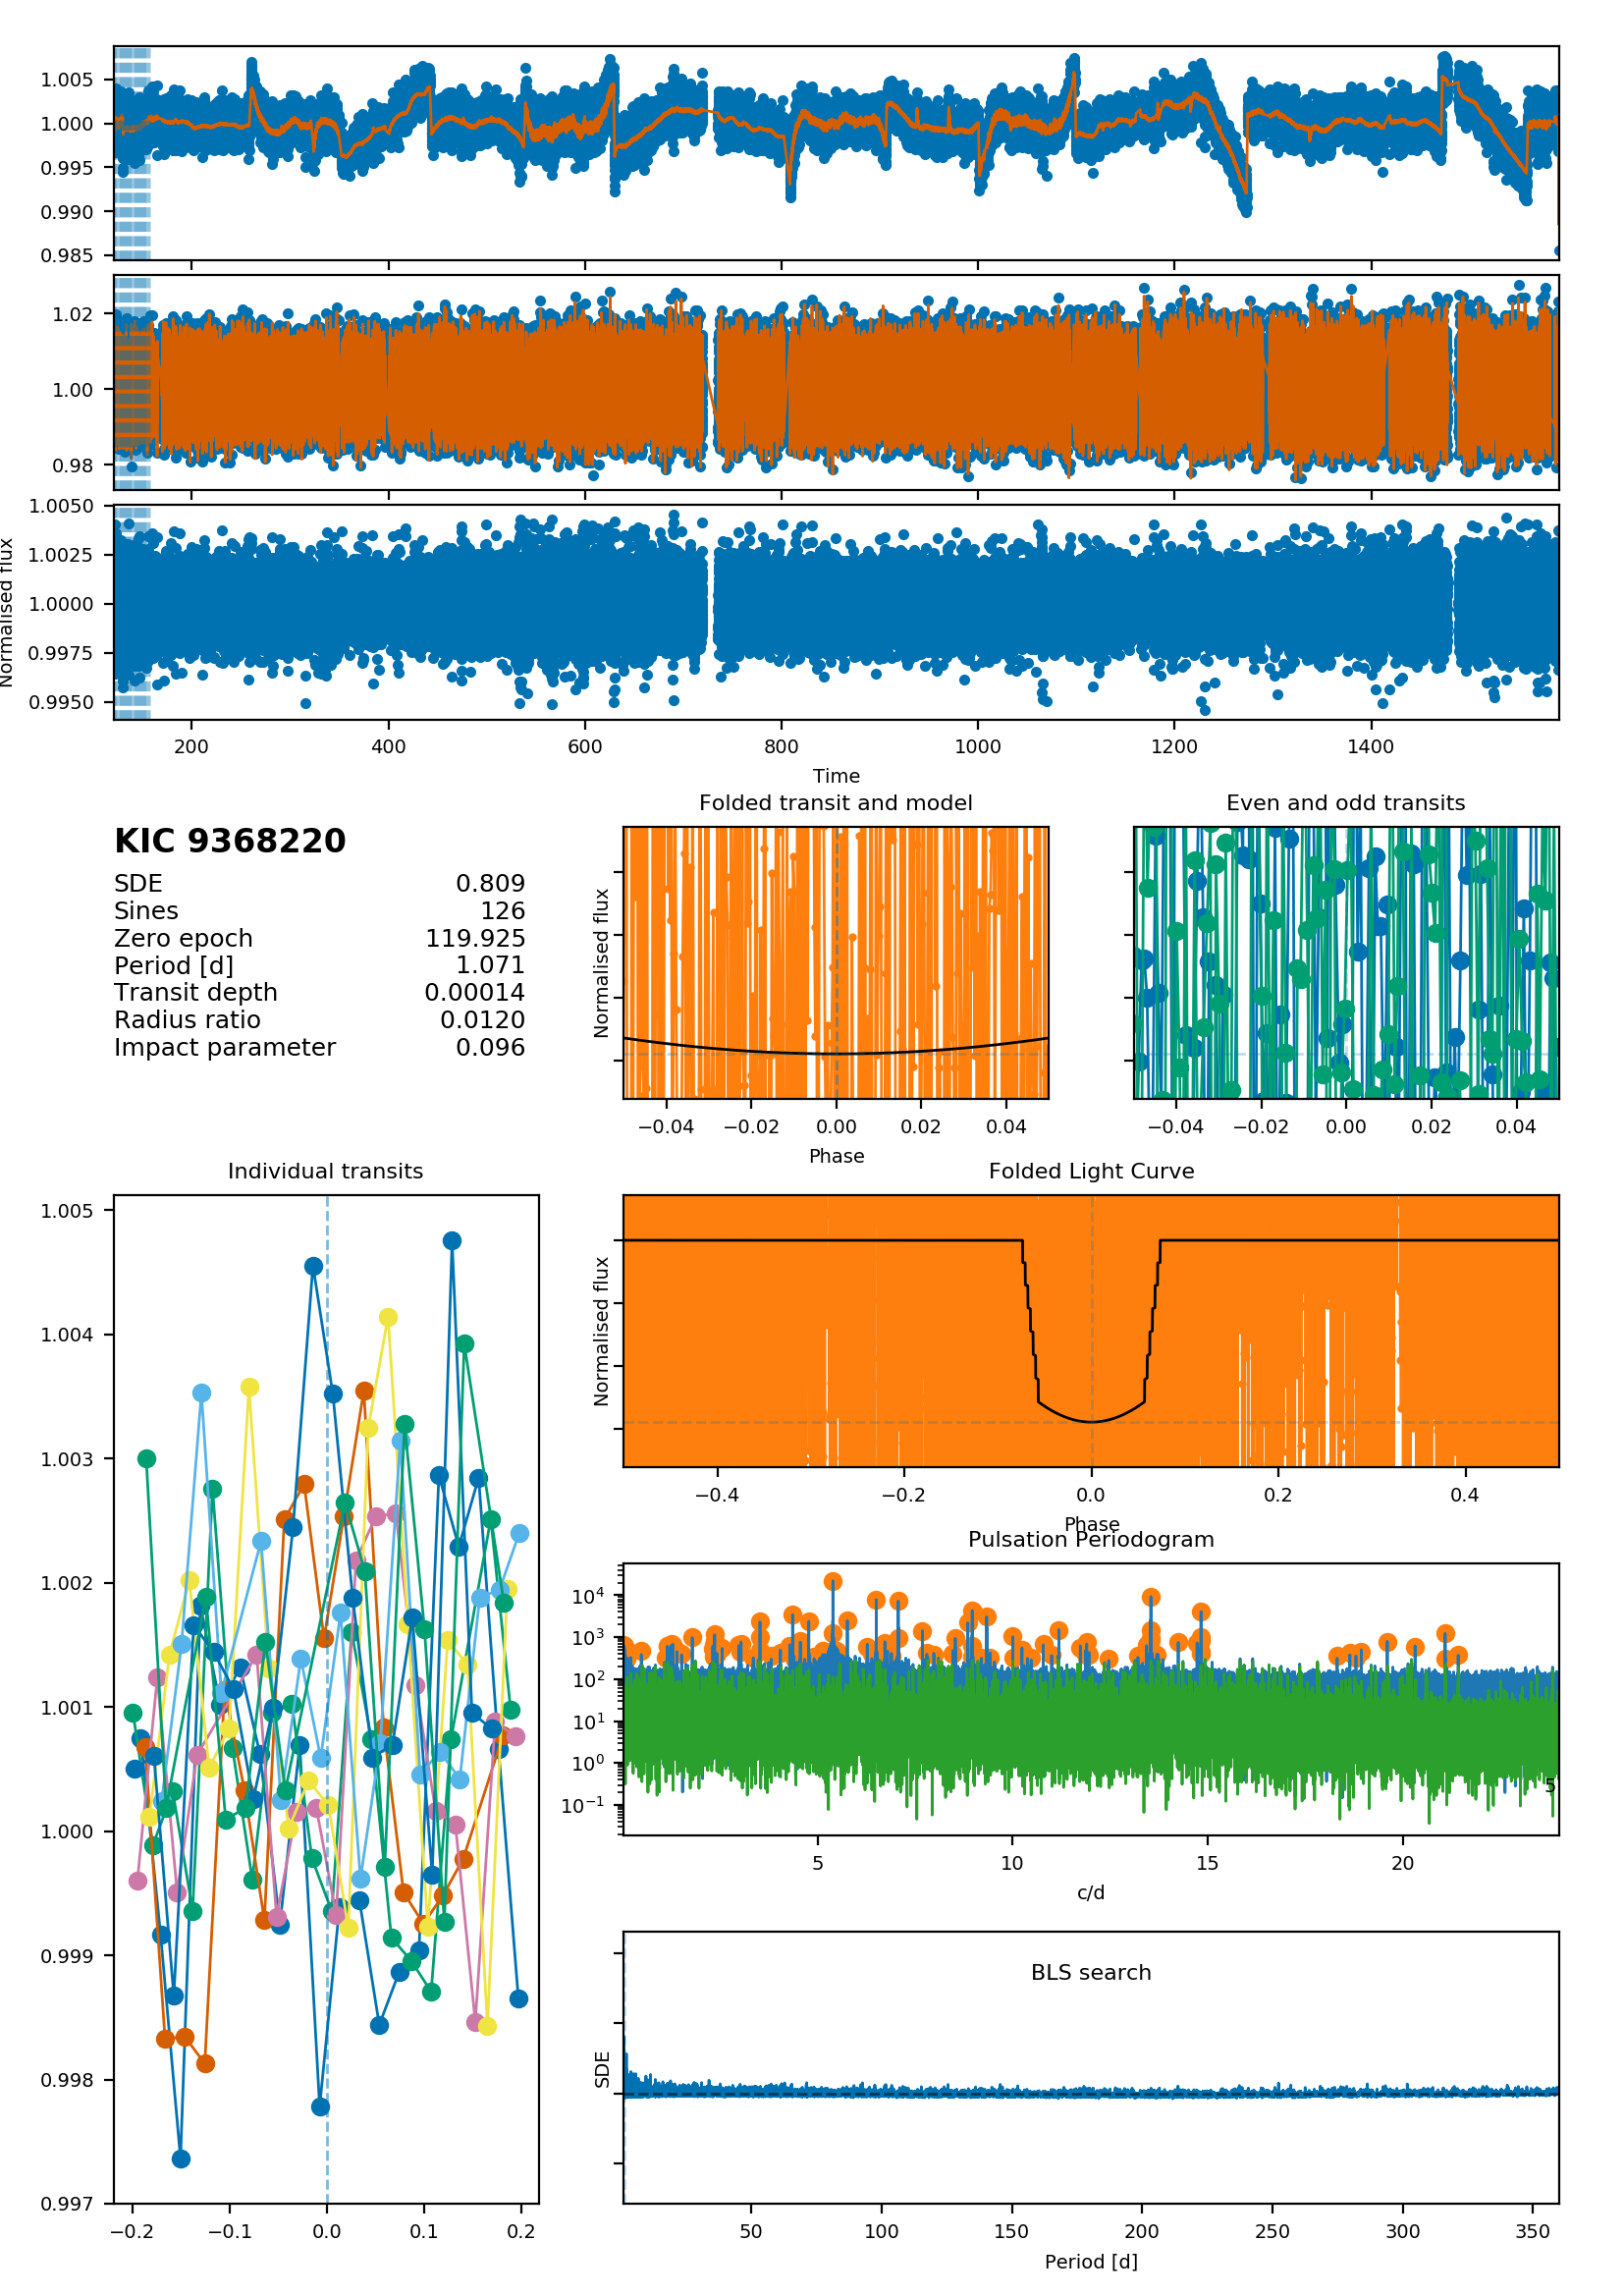 1.005
1.000
0.995
0.990
0.985
1.02
1.00
0.98
1.0050
1.0025
1.0000
0.9975
0.9950
Normalised flux
200 400 600 800 1000 1200 1400
Time
KIC 9368220
SDE 0.809
Sines 126
Zero epoch 119.925
Period [d] 1.071
Transit depth 0.00014
Radius ratio 0.0120
Impact parameter 0.096
Folded transit and model
Normalised flux
−0.04 −0.02 0.00 0.02 0.04
Phase
Even and odd transits
−0.04 −0.02 0.00 0.02 0.04
Individual transits
1.005
1.004
1.003
1.002
1.001
1.000
0.999
0.998
0.997
−0.2 −0.1 0.0 0.1 0.2
Folded Light Curve
Normalised flux
−0.4 −0.2 0.0 0.2 0.4
Phase
Pulsation Periodogram
10⁴
10³
10²
10¹
10⁰
10⁻¹
5
5 10 15 20
c/d
BLS search
SDE
50 100 150 200 250 300 350
Period [d]